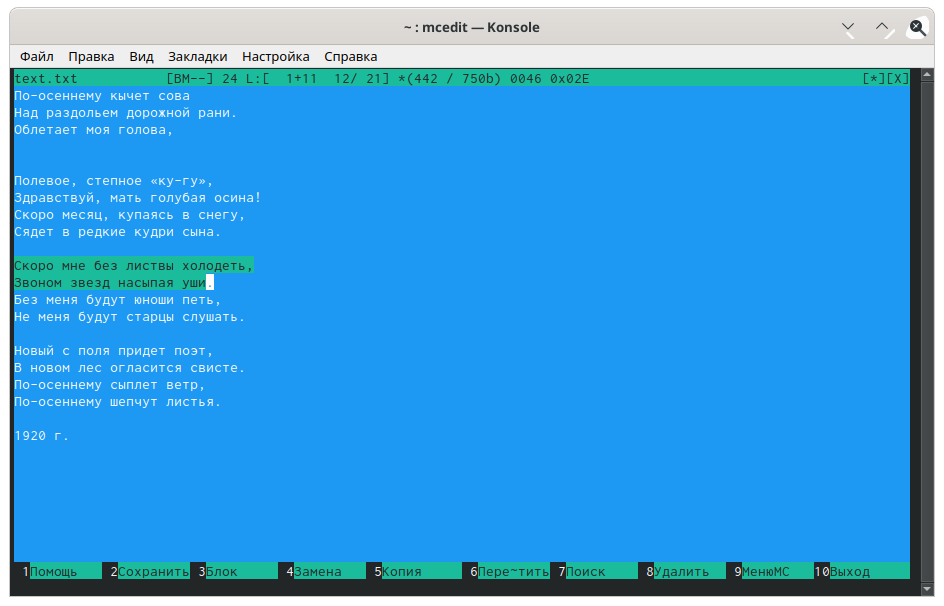 ~ : mcedit — Konsole
Файл Правка Вид Закладки Настройка Справка
text.txt [BM--] 24 L:[ 1+11 12/ 21] *(442 / 750b) 0046 0x02E [*][X]
По-осеннему кычет сова
Над раздольем дорожной рани.
Облетает моя голова,
Полевое, степное «ку-гу»,
Здравствуй, мать голубая осина!
Скоро месяц, купаясь в снегу,
Сядет в редкие кудри сына.
Скоро мне без листвы холодеть,
Звоном звезд насыпая уши.
Без меня будут юноши петь,
Не меня будут старцы слушать.
Новый с поля придет поэт,
В новом лес огласится свисте.
По-осеннему сыплет ветр,
По-осеннему шепчут листья.
1920 г.
1Помощь 2Сохранить 3Блок 4Замена 5Копия 6Пере~тить 7Поиск 8Удалить 9МенюMC 10Выход